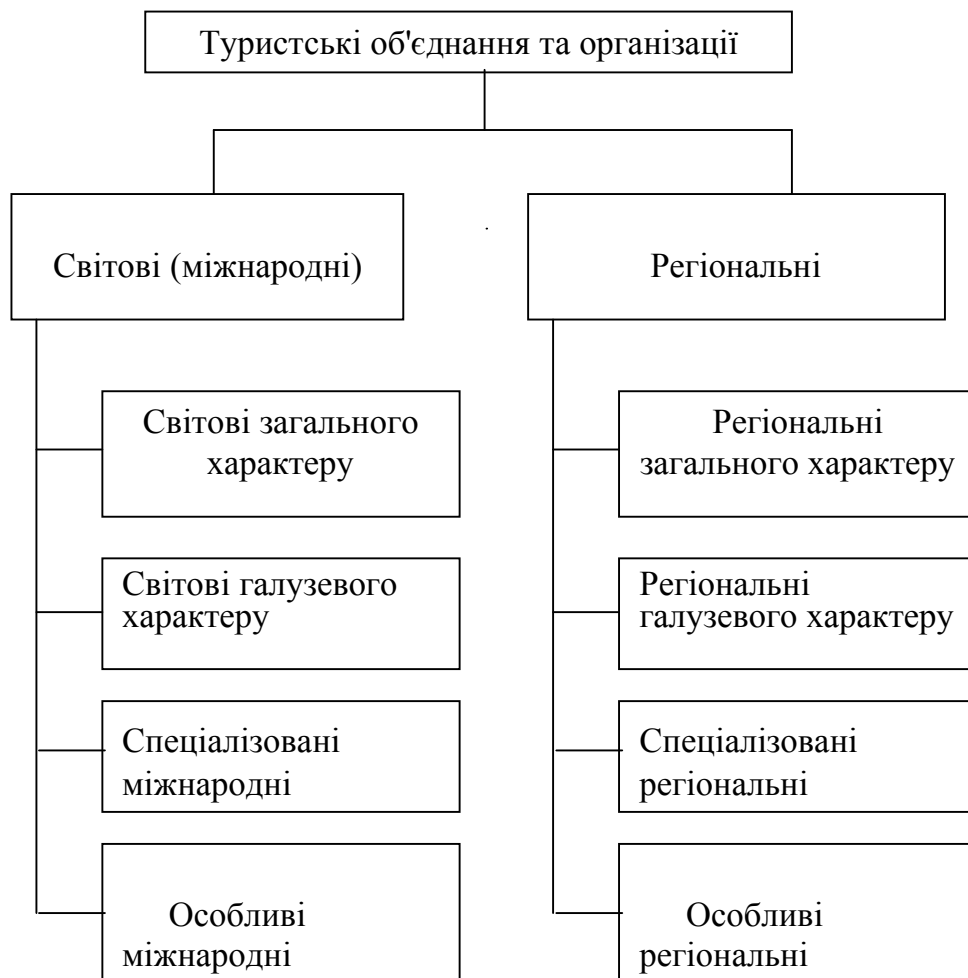 Туристські об'єднання та організації
Світові (міжнародні)
Регіональні
Світові загального
характеру
Регіональні
загального характеру
Світові галузевого
характеру
Регіональні
галузевого характеру
Спеціалізовані
міжнародні
Спеціалізовані
регіональні
Особливі
міжнародні
Особливі
регіональні